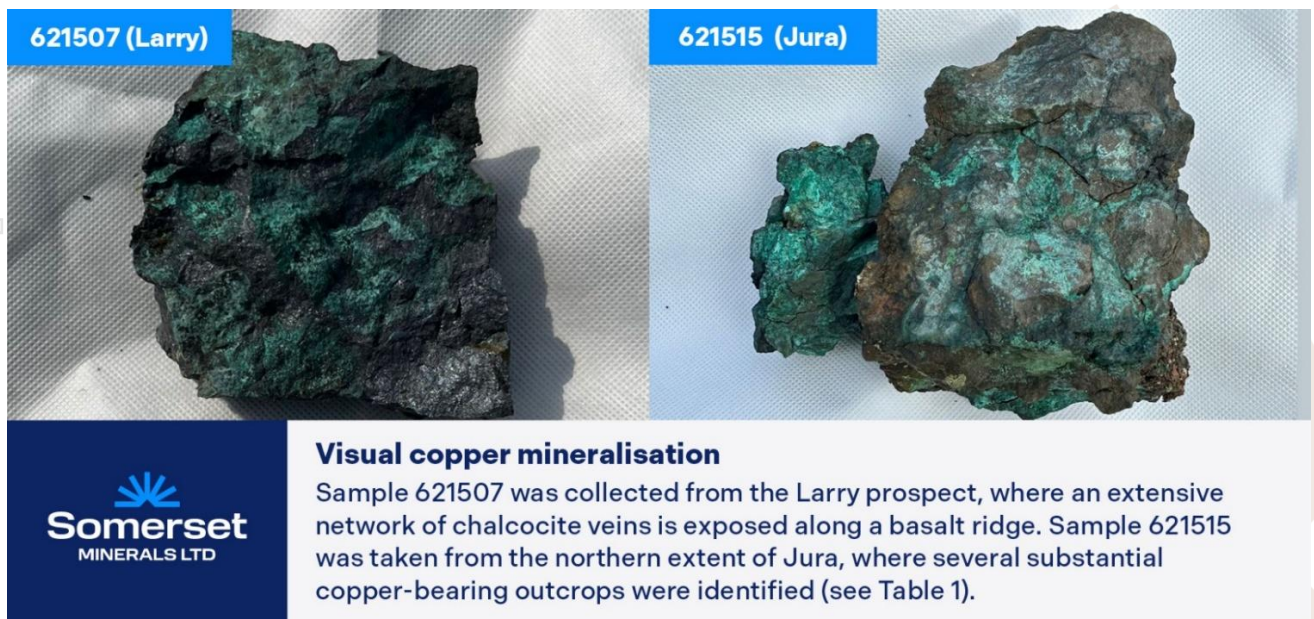 621507 (Larry)
621515 (Jura)
Somerset
MINERALS LTD
Visual copper mineralisation
Sample 621507 was collected from the Larry prospect, where an extensive
network of chalcocite veins is exposed along a basalt ridge. Sample 621515
was taken from the northern extent of Jura, where several substantial
copper-bearing outcrops were identified (see Table 1).